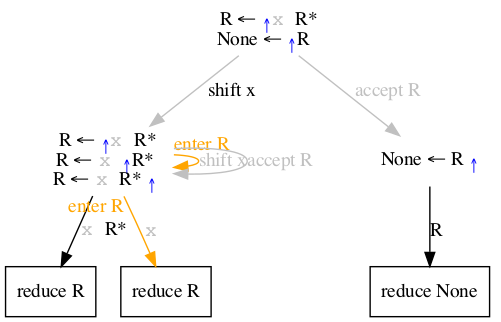 R ← ↑ x R*
None ← ↑ R
shift x
accept R
R ← ↑ x R*
R ← x ↑ R*
R ← x R* ↑
enter R
shift x accept R
None ← R ↑
enter R
x R*
x
R
reduce R
reduce R
reduce None